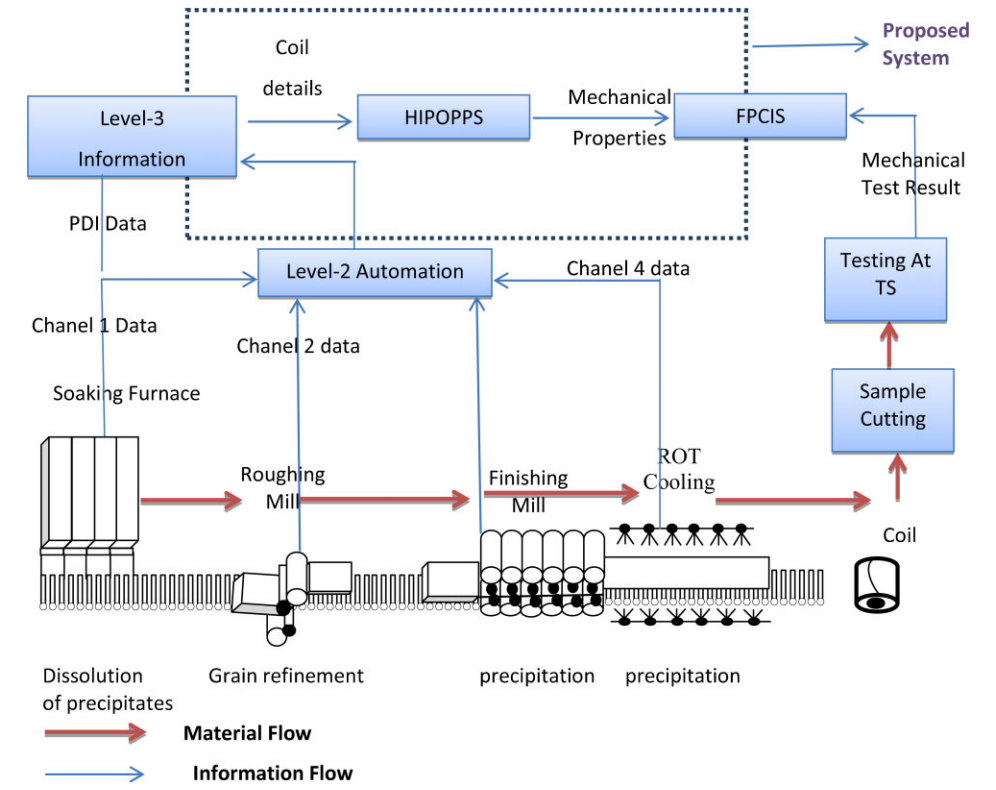 Proposed
System
Coil
details
Level-3
Information
HIPOPPS
Mechanical
Properties
FPCIS
Mechanical
Test Result
PDI Data
Level-2 Automation
Chanel 4 data
Testing At
TS
Chanel 1 Data
Chanel 2 data
Soaking Furnace
Sample
Cutting
Roughing
Mill
Finishing
Mill
ROT
Cooling
Coil
Dissolution
of precipitates
Grain refinement
precipitation
precipitation
Material Flow
Information Flow